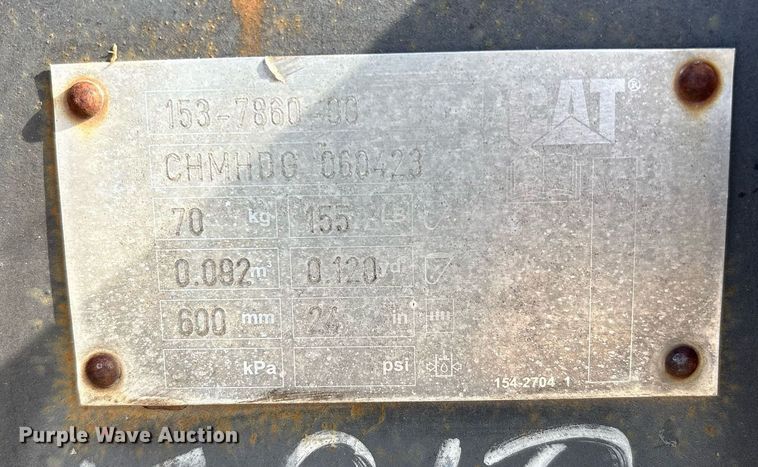 153-7860-00
CAT®
CHMHDG 060423
70 kg 155 LB
0.092 m³ 0.120 yd³
600 mm 24 in
kPa psi
154-2704 1
Purple Wave Auction